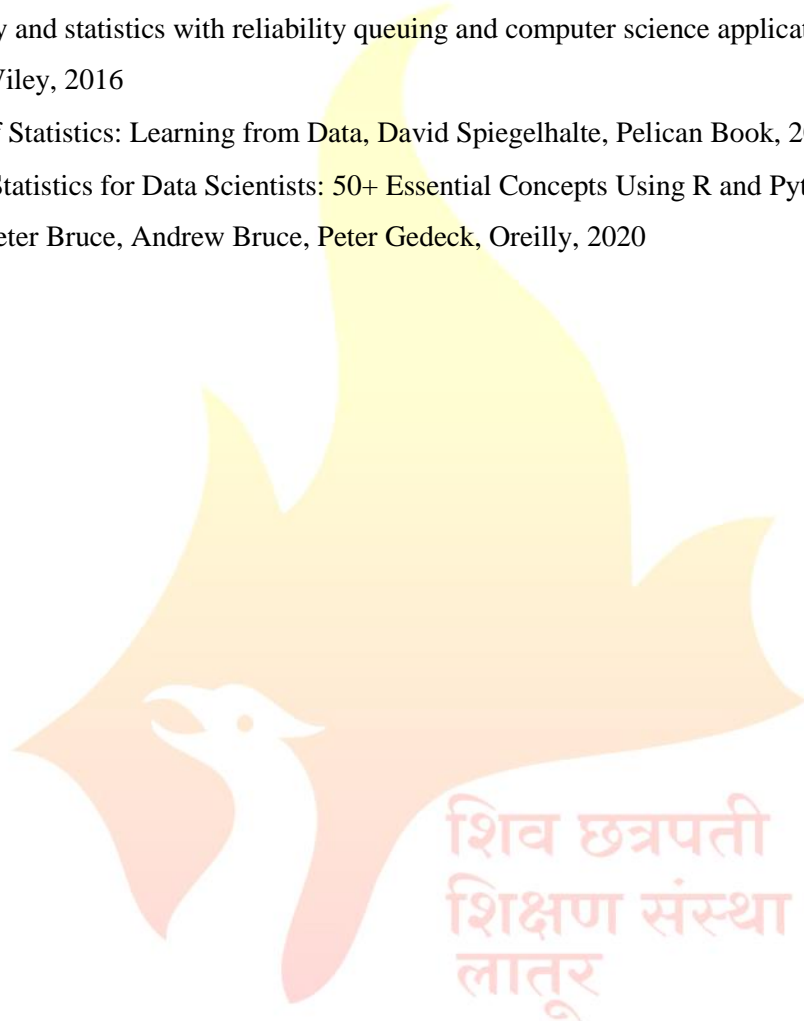 y and statistics with reliability queuing and computer science applicat
Wiley, 2016
f Statistics: Learning from Data, David Spiegelhalte, Pelican Book, 20
Statistics for Data Scientists: 50+ Essential Concepts Using R and Pyt
eter Bruce, Andrew Bruce, Peter Gedeck, Oreilly, 2020
शिव छत्रपती
शिक्षण संस्था
लातूर